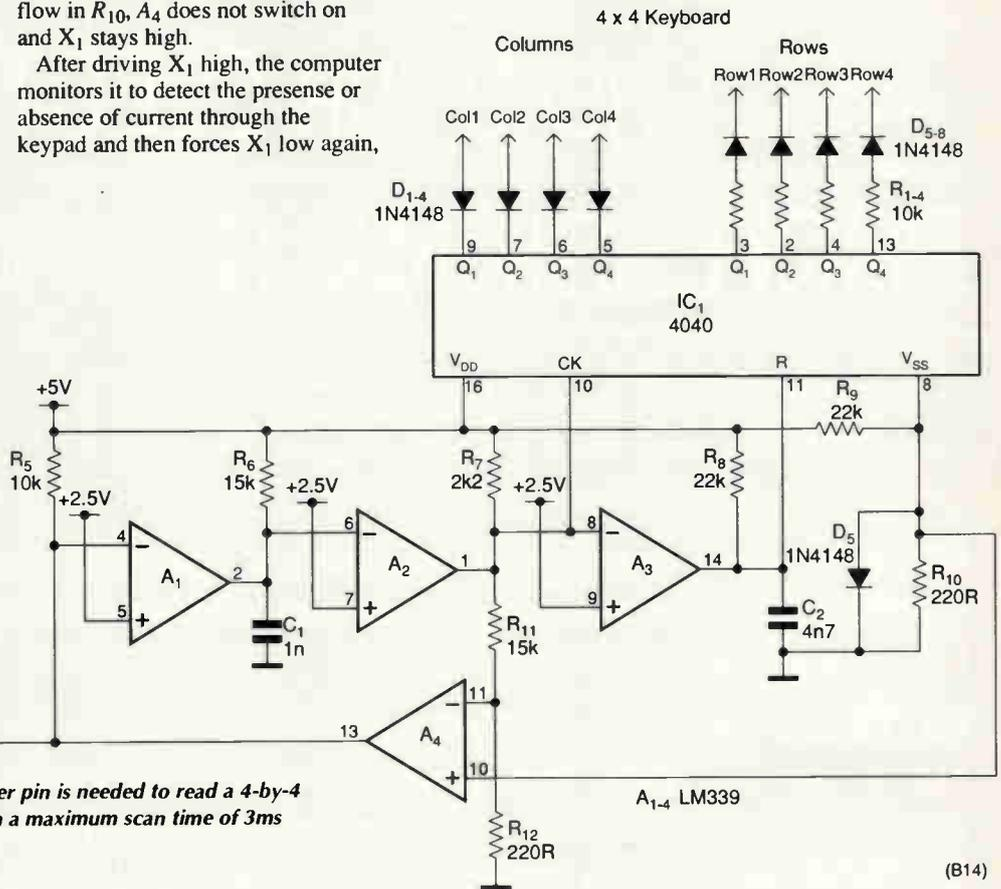 flow in R10, A4 does not switch on
and X1 stays high.
After driving X1 high, the computer
monitors it to detect the presense or
absence of current through the
keypad and then forces X1 low again,
4 x 4 Keyboard
Columns
Rows
Col1 Col2 Col3 Col4
Row1 Row2 Row3 Row4
D1-4
1N4148
D5-8
1N4148
R1-4
10k
9 7 6 5
3 2 4 13
Q1 Q2 Q3 Q4
Q1 Q2 Q3 Q4
IC1
4040
VDD CK R VSS
16 10 11 8
+5V
R9
22k
R5
10k
R6
15k
R7
2k2
R8
22k
+2.5V
+2.5V
+2.5V
4
5
A1
2
6
7
A2
1
8
9
A3
14
D5
1N4148
R10
220R
C1
1n
R11
15k
C2
4n7
11
10
A4
13
A1-4 LM339
R12
220R
er pin is needed to read a 4-by-4
a maximum scan time of 3ms
(B14)